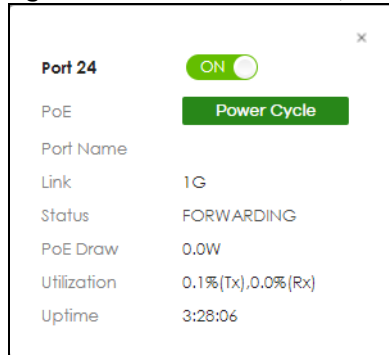 ×
Port 24 ON
PoE Power Cycle
Port Name
Link 1G
Status FORWARDING
PoE Draw 0.0W
Utilization 0.1%(Tx),0.0%(Rx)
Uptime 3:28:06